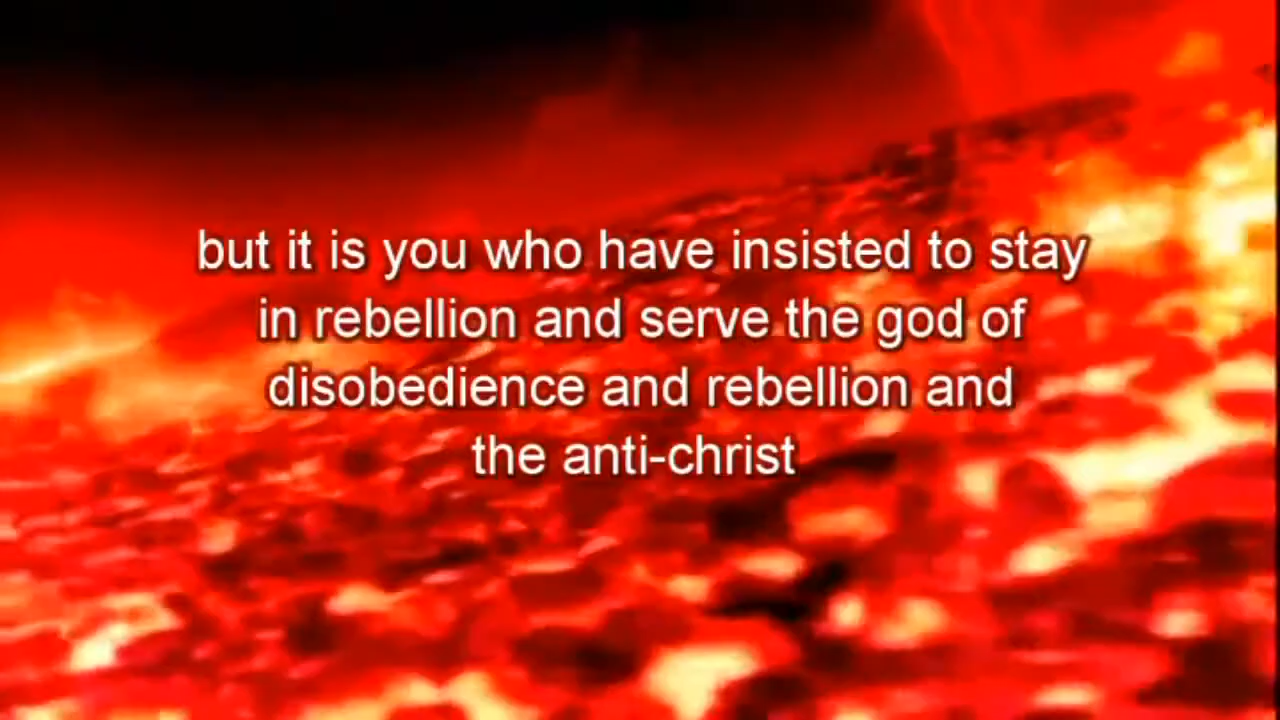 but it is you who have insisted to stay
in rebellion and serve the god of
disobedience and rebellion and
the anti-christ